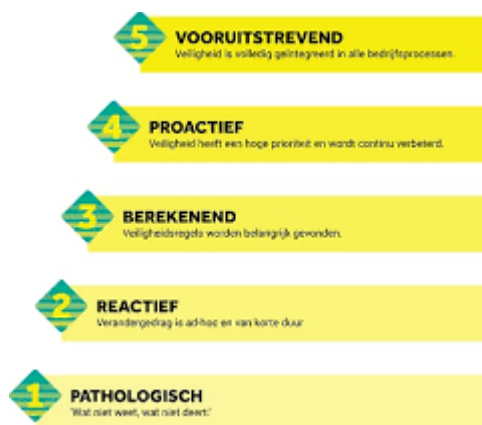 5
VOORUITSTREVEND
Veiligheid is volledig geïntegreerd in alle bedrijfsprocessen.
4
PROACTIEF
Veiligheid heeft een hoge prioriteit en wordt continu verbeterd.
3
BEREKENEND
Veiligheidsregels worden belangrijk gevonden.
2
REACTIEF
Verandergedrag is ad-hoc en van korte duur
1
PATHOLOGISCH
'Wat niet weet, wat niet deert.'